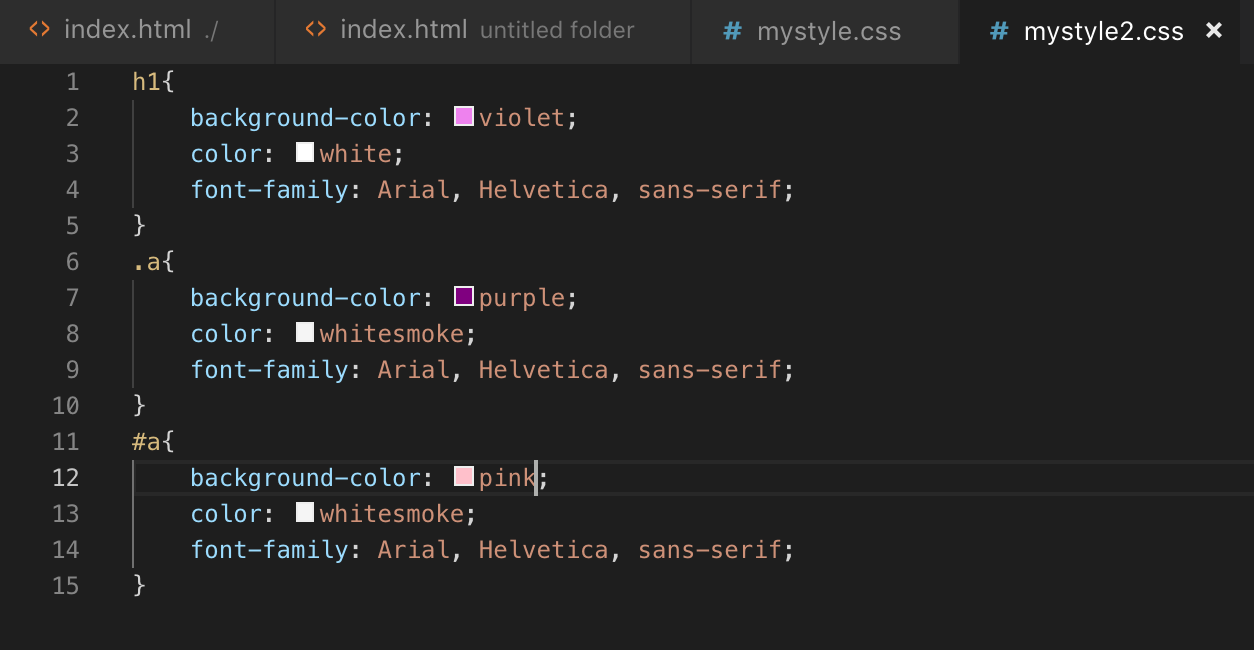 index.html ./ index.html untitled folder # mystyle.css # mystyle2.css
1 h1{
2 background-color: violet;
3 color: white;
4 font-family: Arial, Helvetica, sans-serif;
5 }
6 .a{
7 background-color: purple;
8 color: whitesmoke;
9 font-family: Arial, Helvetica, sans-serif;
10 }
11 #a{
12 background-color: pink;
13 color: whitesmoke;
14 font-family: Arial, Helvetica, sans-serif;
15 }